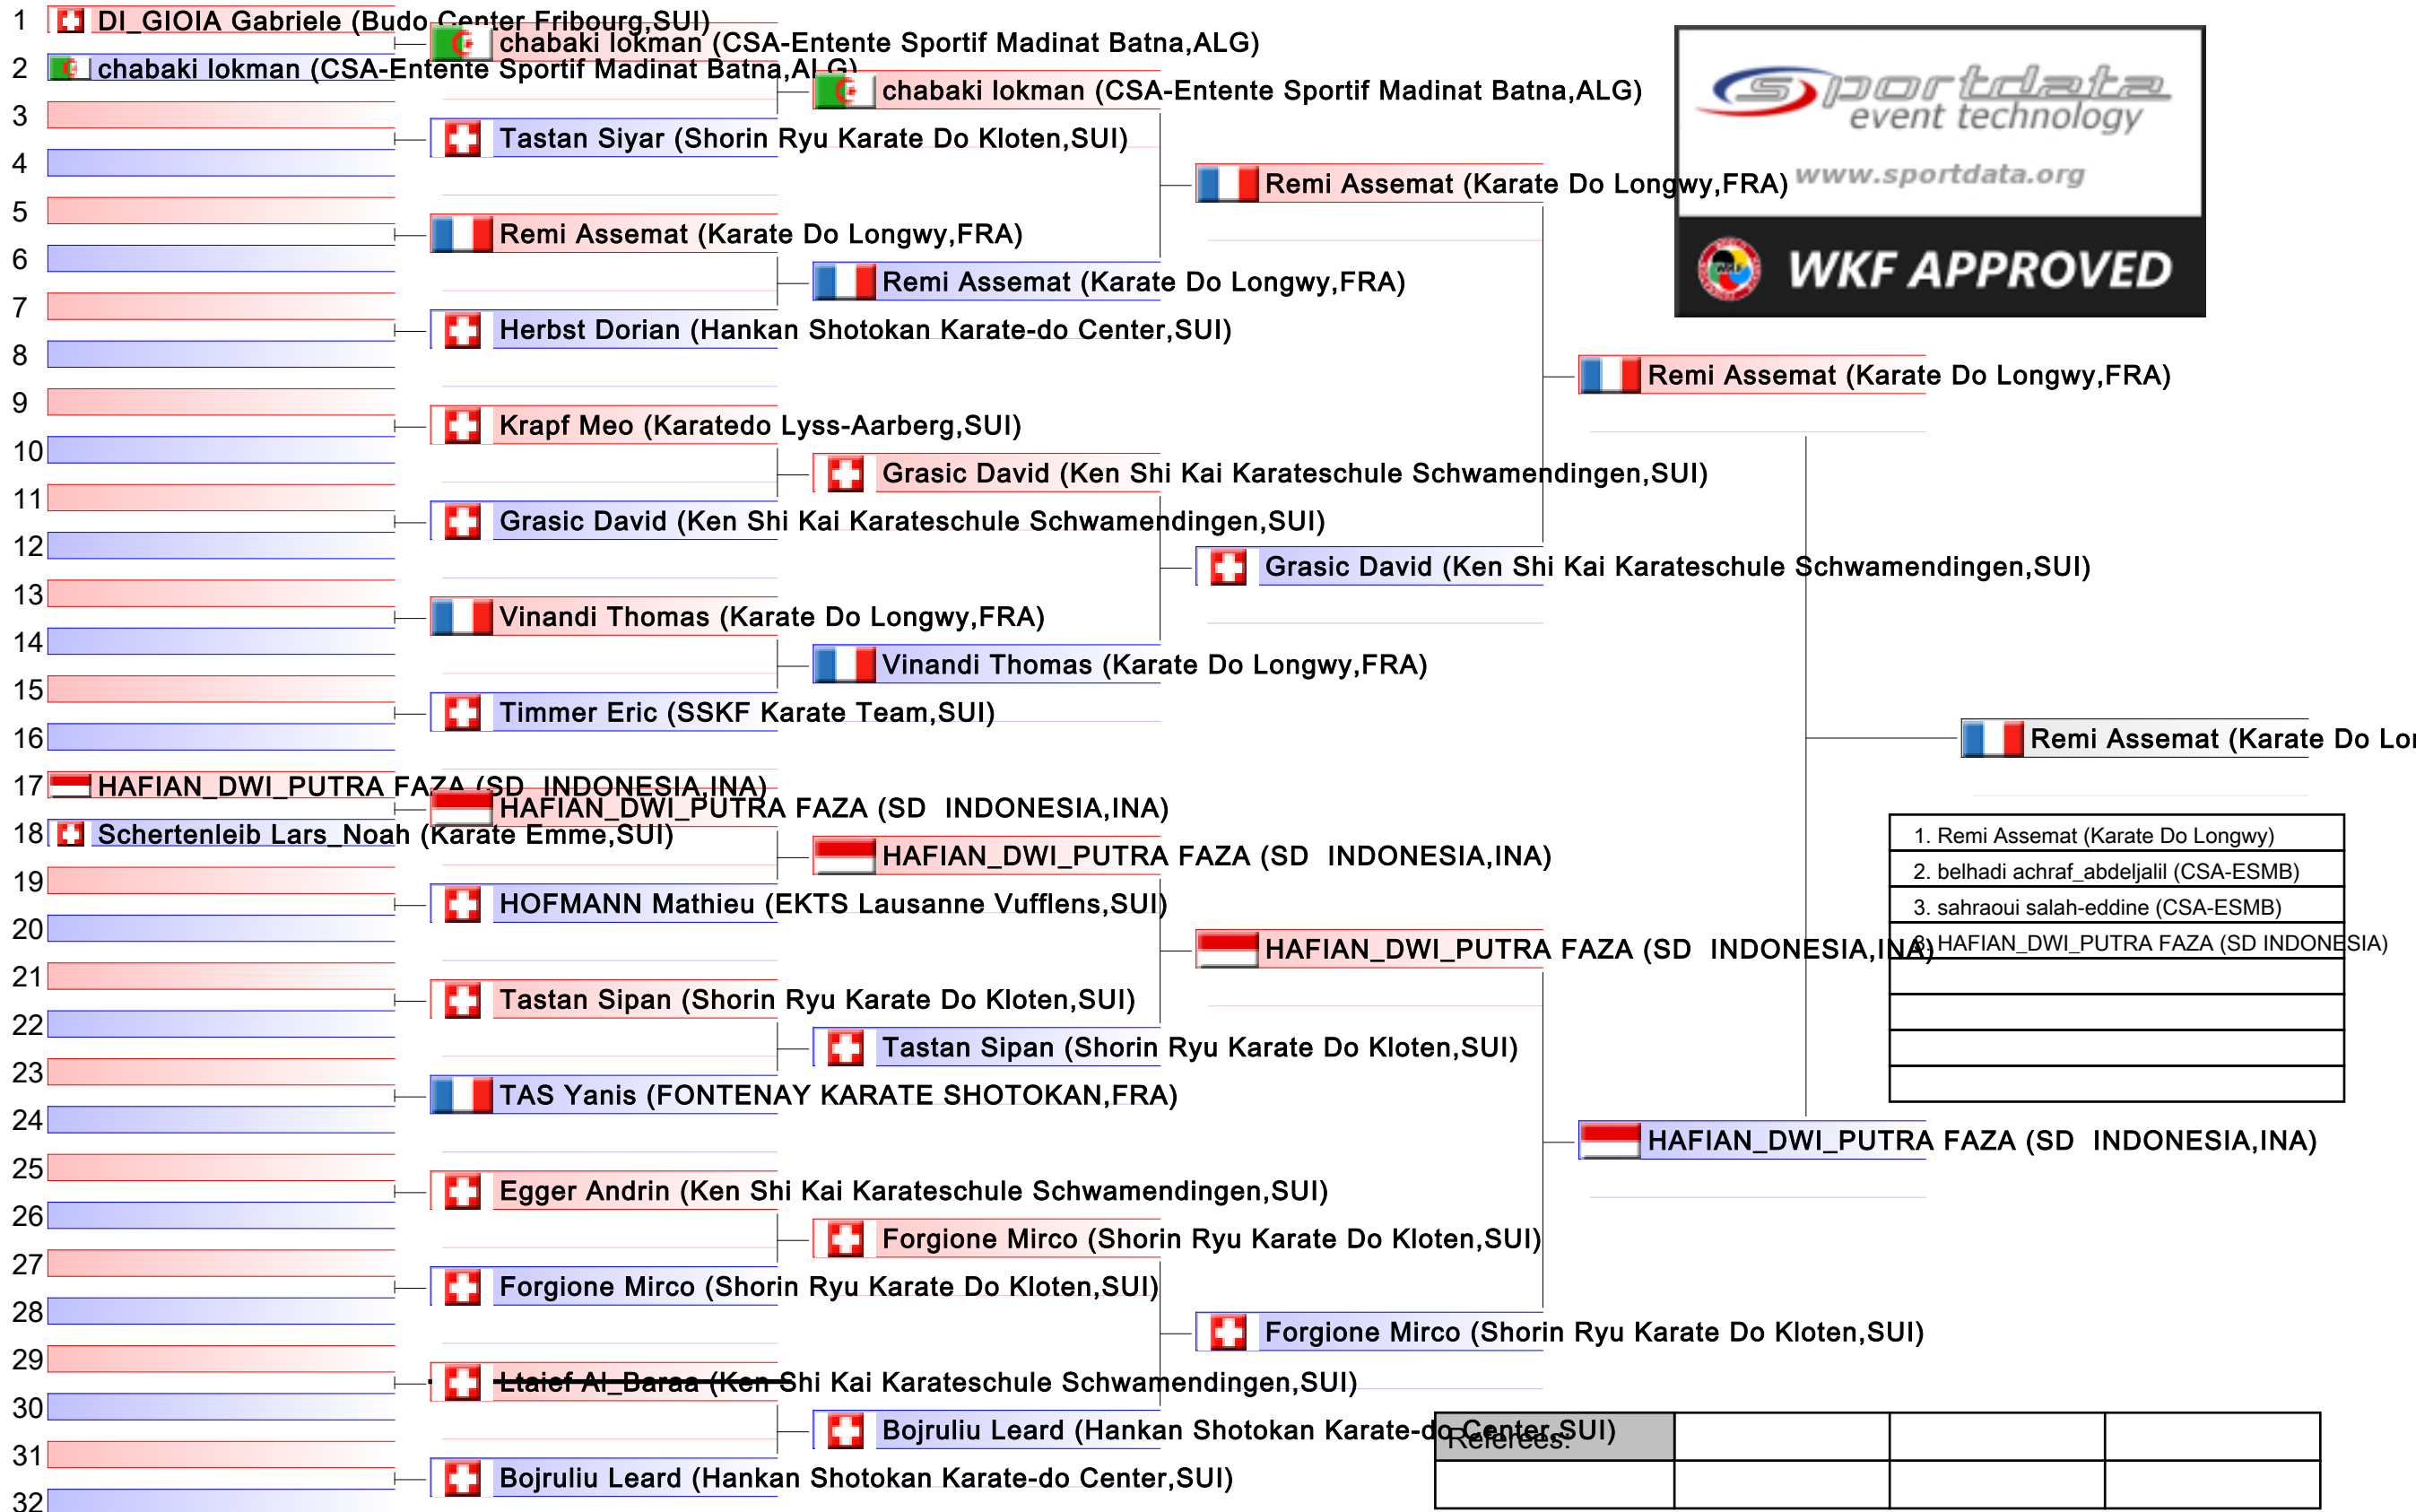 1 DI_GIOIA Gabriele (Budo Center Fribourg,SUI)
chabaki lokman (CSA-Entente Sportif Madinat Batna,ALG)
2 chabaki lokman (CSA-Entente Sportif Madinat Batna,ALG)
chabaki lokman (CSA-Entente Sportif Madinat Batna,ALG)
3
Tastan Siyar (Shorin Ryu Karate Do Kloten,SUI)
4
Remi Assemat (Karate Do Longwy,FRA)
5
Remi Assemat (Karate Do Longwy,FRA)
6
Remi Assemat (Karate Do Longwy,FRA)
7
Herbst Dorian (Hankan Shotokan Karate-do Center,SUI)
8
Remi Assemat (Karate Do Longwy,FRA)
9
Krapf Meo (Karatedo Lyss-Aarberg,SUI)
10
Grasic David (Ken Shi Kai Karateschule Schwamendingen,SUI)
11
Grasic David (Ken Shi Kai Karateschule Schwamendingen,SUI)
12
Grasic David (Ken Shi Kai Karateschule Schwamendingen,SUI)
13
Vinandi Thomas (Karate Do Longwy,FRA)
14
Vinandi Thomas (Karate Do Longwy,FRA)
15
Timmer Eric (SSKF Karate Team,SUI)
16
Remi Assemat (Karate Do Lo
17 HAFIAN_DWI_PUTRA FAZA (SD INDONESIA,INA)
HAFIAN_DWI_PUTRA FAZA (SD INDONESIA,INA)
18 Schertenleib Lars_Noah (Karate Emme,SUI)
HAFIAN_DWI_PUTRA FAZA (SD INDONESIA,INA)
19
HOFMANN Mathieu (EKTS Lausanne Vufflens,SUI)
20
HAFIAN_DWI_PUTRA FAZA (SD INDONESIA,INA)
21
Tastan Sipan (Shorin Ryu Karate Do Kloten,SUI)
22
Tastan Sipan (Shorin Ryu Karate Do Kloten,SUI)
23
TAS Yanis (FONTENAY KARATE SHOTOKAN,FRA)
24
HAFIAN_DWI_PUTRA FAZA (SD INDONESIA,INA)
25
Egger Andrin (Ken Shi Kai Karateschule Schwamendingen,SUI)
26
Forgione Mirco (Shorin Ryu Karate Do Kloten,SUI)
27
Forgione Mirco (Shorin Ryu Karate Do Kloten,SUI)
28
Forgione Mirco (Shorin Ryu Karate Do Kloten,SUI)
29
Ltaief Al_Baraa (Ken Shi Kai Karateschule Schwamendingen,SUI)
30
Bojruliu Leard (Hankan Shotokan Karate-do Center,SUI)
31
Bojruliu Leard (Hankan Shotokan Karate-do Center,SUI)
32
sportdata
event technology
www.sportdata.org
WKF
WKF APPROVED
1. Remi Assemat (Karate Do Longwy)
2. belhadi achraf_abdeljalil (CSA-ESMB)
3. sahraoui salah-eddine (CSA-ESMB)
3. HAFIAN_DWI_PUTRA FAZA (SD INDONESIA)
Referees: